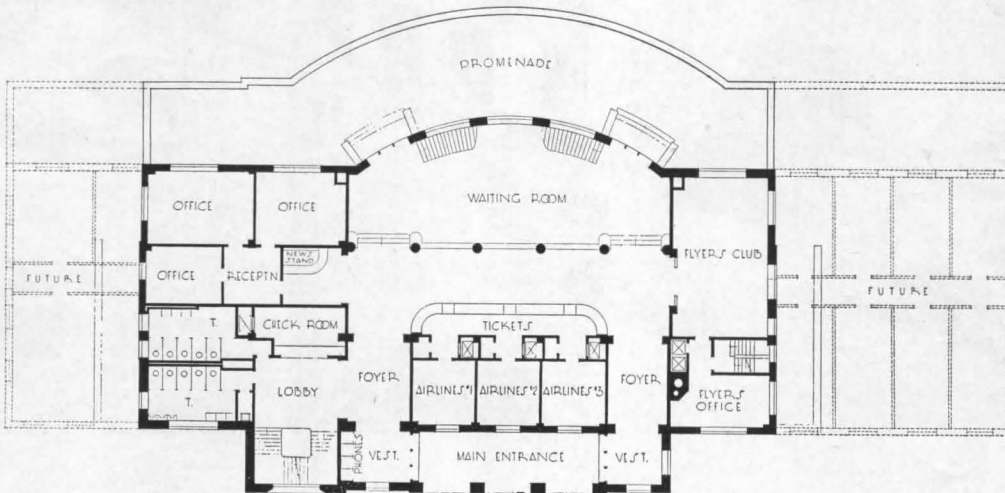 PROMENADE
WAITING ROOM
OFFICE
OFFICE
OFFICE
RECEPT'N
NEWS
STAND
FLYERS CLUB
FUTURE
FUTURE
CHECK ROOM
TICKETS
T.
T.
LOBBY
FOYER
AIRLINES #1
AIRLINES #2
AIRLINES #3
FOYER
FLYERS
OFFICE
PHONES
VEST.
MAIN ENTRANCE
VEST.